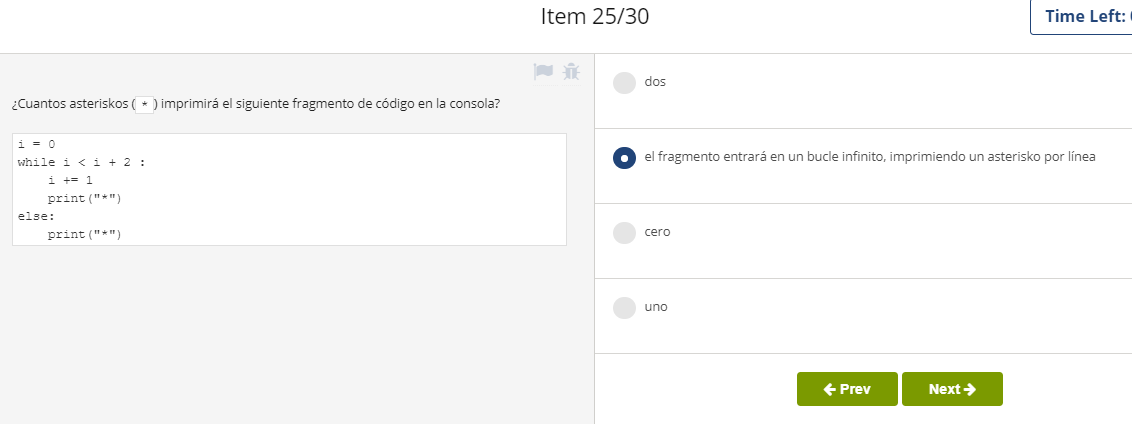 Item 25/30
Time Left:
¿Cuantos asteriskos ( * ) imprimirá el siguiente fragmento de código en la consola?
i = 0
while i < i + 2 :
    i += 1
    print("*")
else:
    print("*")
dos
el fragmento entrará en un bucle infinito, imprimiendo un asterisko por línea
cero
uno
Prev
Next